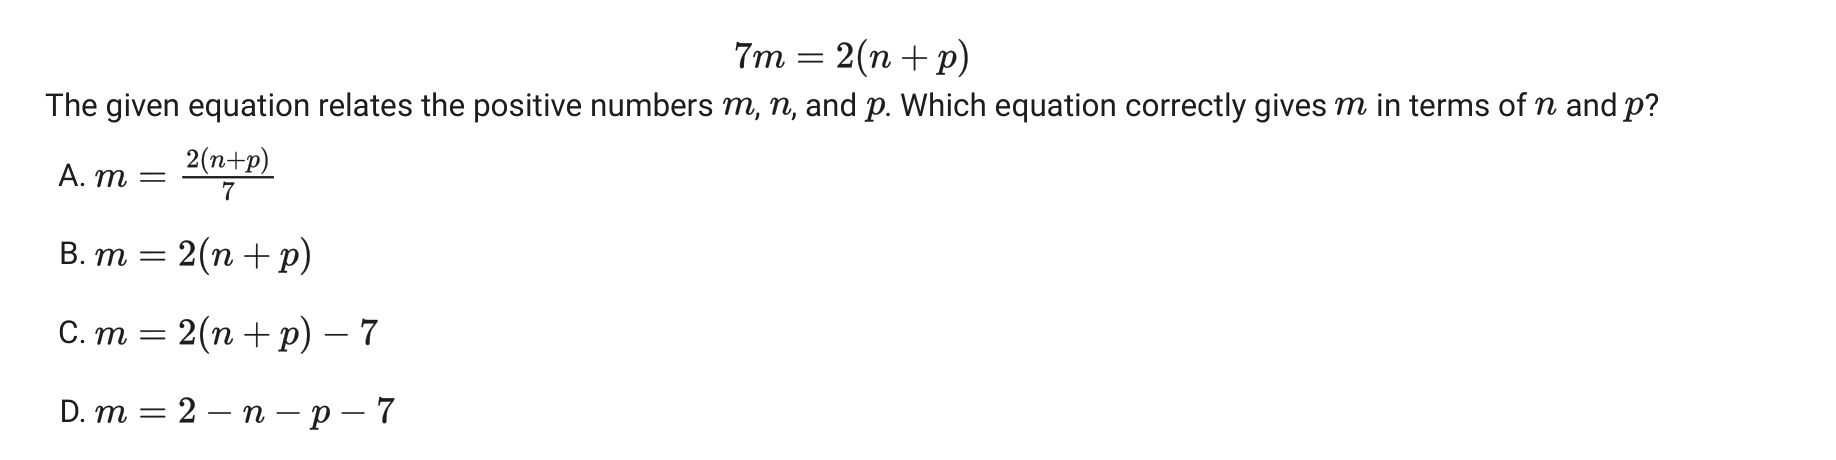 7m = 2(n + p)
The given equation relates the positive numbers m, n, and p. Which equation correctly gives m in terms of n and p?
A. m = \frac{2(n+p)}{7}
B. m = 2(n + p)
C. m = 2(n + p) − 7
D. m = 2 − n − p − 7